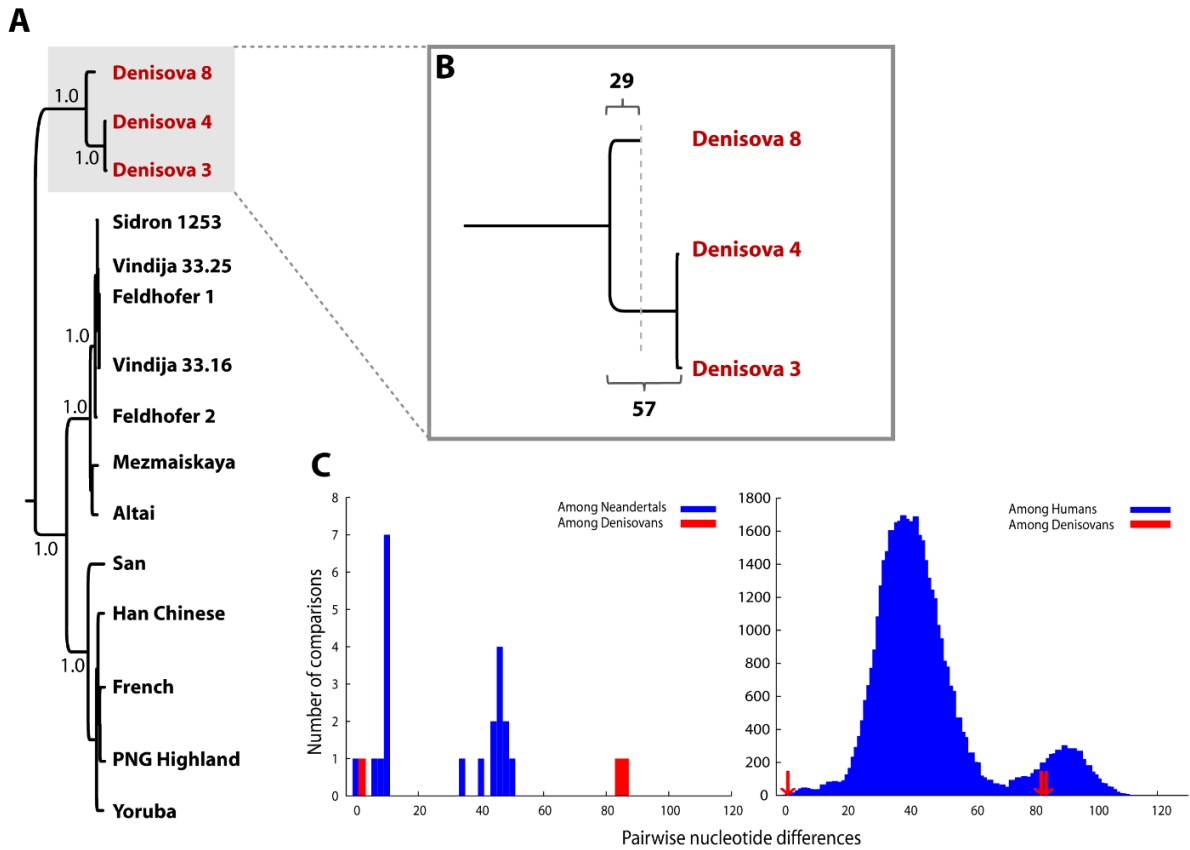 A
1.0
Denisova 8
Denisova 4
1.0
Denisova 3
Sidron 1253
Vindija 33.25
Feldhofer 1
1.0
Vindija 33.16
1.0
Feldhofer 2
Mezmaiskaya
Altai
1.0
San
Han Chinese
1.0
French
PNG Highland
Yoruba
B
29
Denisova 8
Denisova 4
Denisova 3
57
C
Number of comparisons
8
7
6
5
4
3
2
1
0
0 20 40 60 80 100 120
Among Neandertals
Among Denisovans
1800
1600
1400
1200
1000
800
600
400
200
0
0 20 40 60 80 100 120
Among Humans
Among Denisovans
Pairwise nucleotide differences